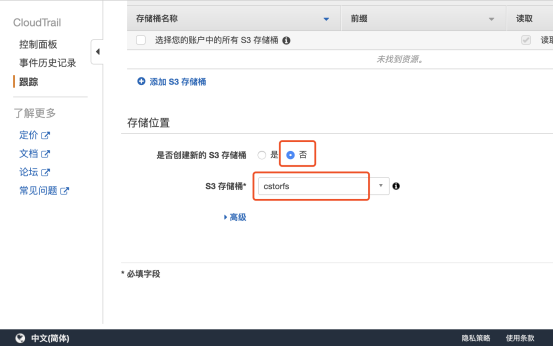 CloudTrail
控制面板
事件历史记录
跟踪
了解更多
定价
文档
论坛
常见问题
存储桶名称 前缀 读取
选择您的账户中的所有 S3 存储桶
未找到资源。
添加 S3 存储桶
存储位置
是否创建新的 S3 存储桶 是 否
S3 存储桶* cstorfs
高级
* 必填字段
中文(简体) 隐私策略 使用条款